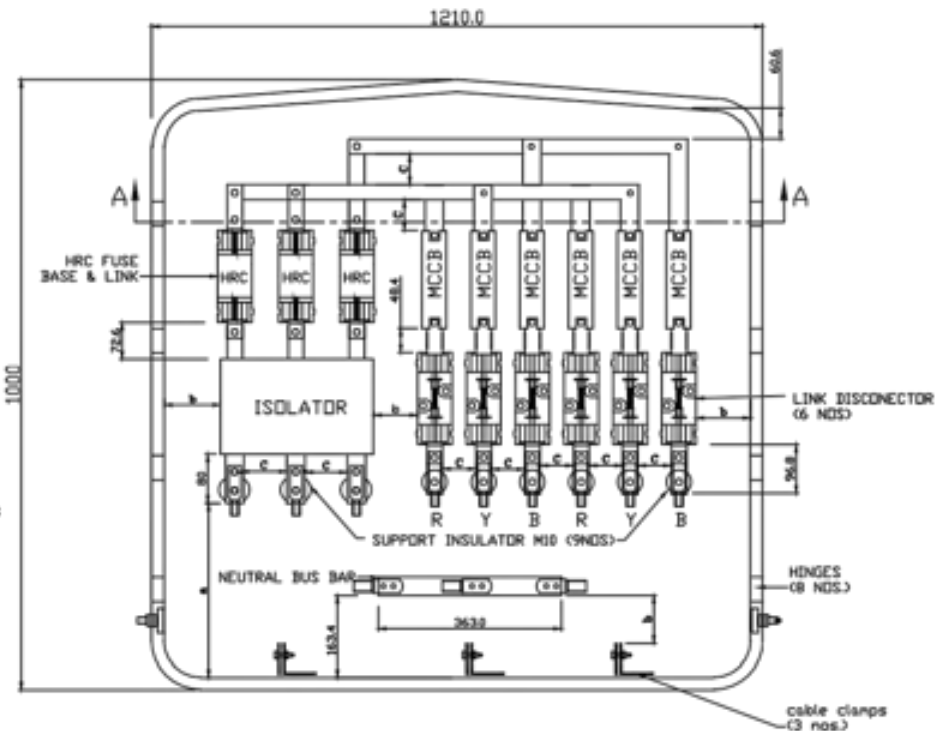 1210.0
60.6
1000
A
A
C
C
HRC FUSE
BASE & LINK
HRC
HRC
HRC
MCCB
MCCB
MCCB
MCCB
MCCB
MCCB
48.4
72.6
ISOLATOR
b
b
b
LINK DISCONECTOR
(6 NOS)
80
C
C
C
C
C
C
C
96.8
R
Y
B
R
Y
B
SUPPORT INSULATOR M10 (9NOS)
NEUTRAL BUS BAR
HINGES
(8 NOS.)
a
363.0
163.4
b
cable clamps
(3 nos.)